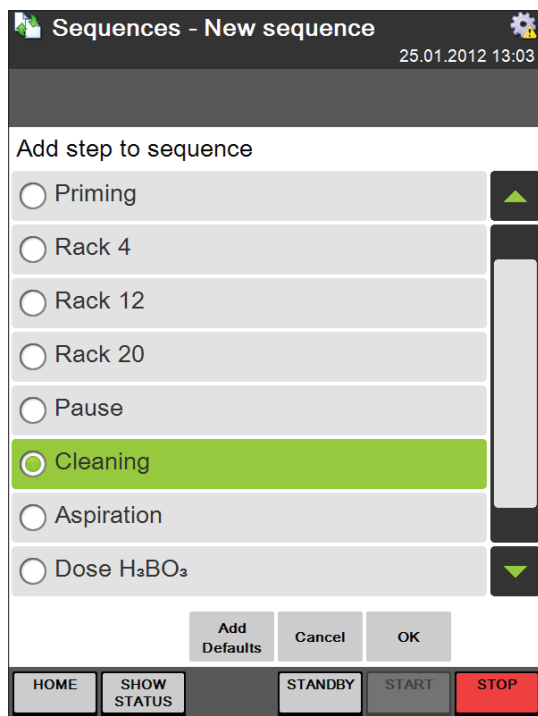 Sequences - New sequence
25.01.2012 13:03
Add step to sequence
Priming
Rack 4
Rack 12
Rack 20
Pause
Cleaning
Aspiration
Dose H₃BO₃
Add
Defaults
Cancel
OK
HOME
SHOW
STATUS
STANDBY
START
STOP